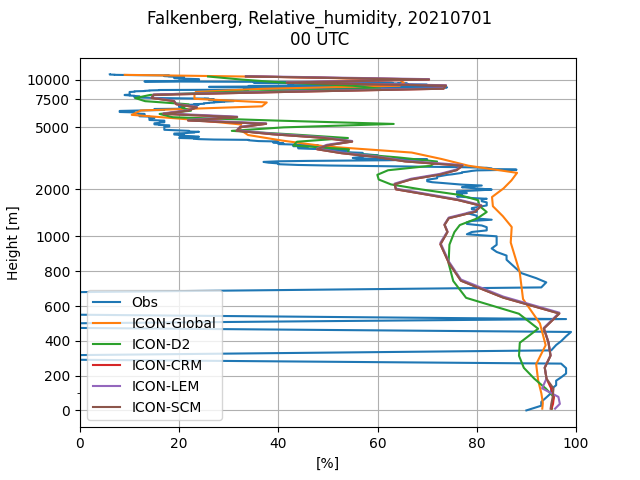 Falkenberg, Relative_humidity, 20210701
00 UTC
10000
7500
5000
2000
1000
800
600
400
200
0
Height [m]
Obs
ICON-Global
ICON-D2
ICON-CRM
ICON-LEM
ICON-SCM
0 20 40 60 80 100
[%]